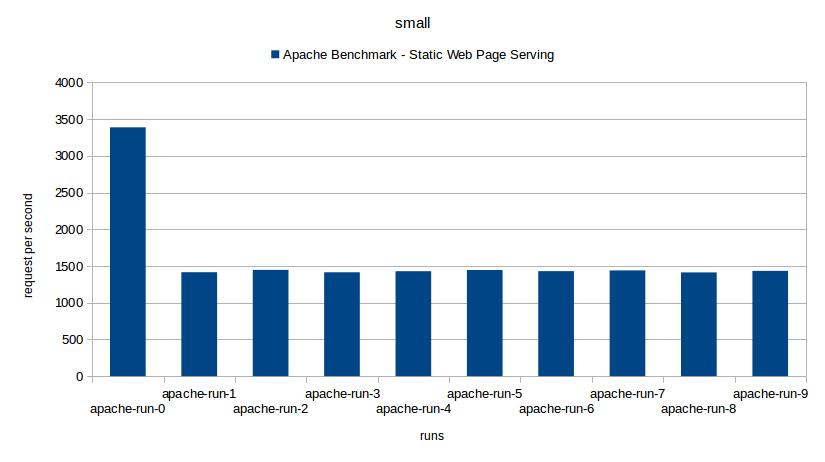 small
Apache Benchmark - Static Web Page Serving
4000
3500
3000
2500
2000
1500
1000
500
0
request per second
apache-run-0
apache-run-1
apache-run-2
apache-run-3
apache-run-4
apache-run-5
apache-run-6
apache-run-7
apache-run-8
apache-run-9
runs